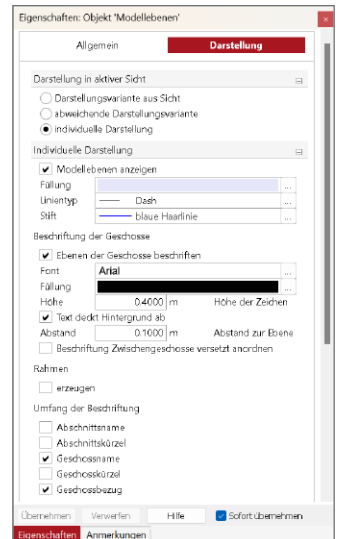 Eigenschaften: Objekt 'Modellebenen'
Allgemein Darstellung
Darstellung in aktiver Sicht
Darstellungsvariante aus Sicht
abweichende Darstellungsvariante
individuelle Darstellung
Individuelle Darstellung
Modellebenen anzeigen
Füllung ...
Linientyp Dash ...
Stift blaue Haarlinie ...
Beschriftung der Geschosse
Ebenen der Geschosse beschriften
Font Arial ...
Füllung ...
Höhe 0.4000 m Höhe der Zeichen
Text deckt Hintergrund ab
Abstand 0.1000 m Abstand zur Ebene
Beschriftung Zwischengeschosse versetzt anordnen
Rahmen
erzeugen
Umfang der Beschriftung
Abschnittsname
Abschnittskürzel
Geschossname
Geschosskürzel
Geschossbezug
Übernehmen Verwerfen Hilfe Sofort übernehmen
Eigenschaften Anmerkungen